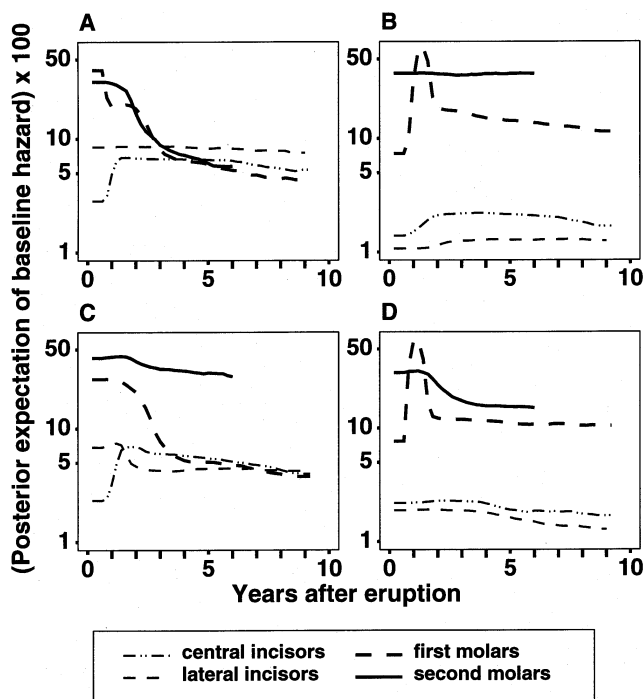 (Posterior expectation of baseline hazard) x 100
A
50
10
5
1
0 5 10
B
50
10
5
1
0 5 10
C
50
10
5
1
0 5 10
D
50
10
5
1
0 5 10
Years after eruption
central incisors
first molars
lateral incisors
second molars